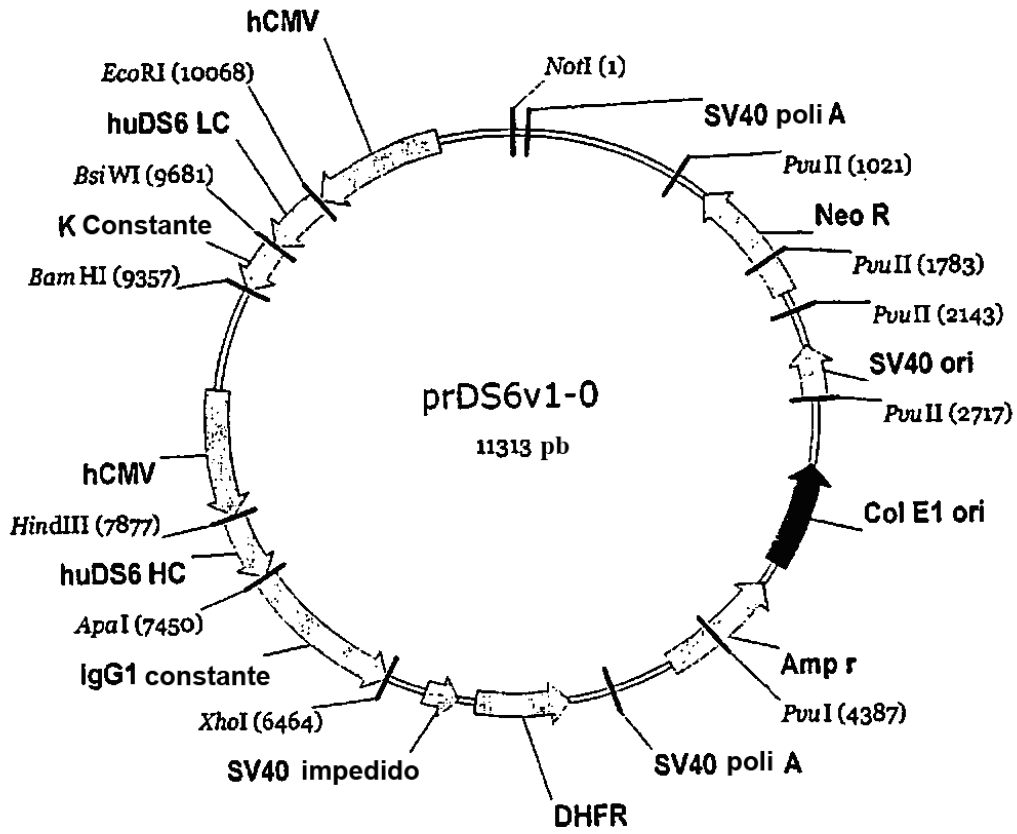 hCMV
EcoRI (10068)
NotI (1)
SV40 poli A
huDS6 LC
PvuII (1021)
BsiWI (9681)
Neo R
K Constante
PvuII (1783)
BamHI (9357)
PvuII (2143)
SV40 ori
prDS6v1-0
PvuII (2717)
11313 pb
hCMV
Col E1 ori
HindIII (7877)
huDS6 HC
ApaI (7450)
Amp r
IgG1 constante
PvuI (4387)
XhoI (6464)
SV40 impedido
SV40 poli A
DHFR